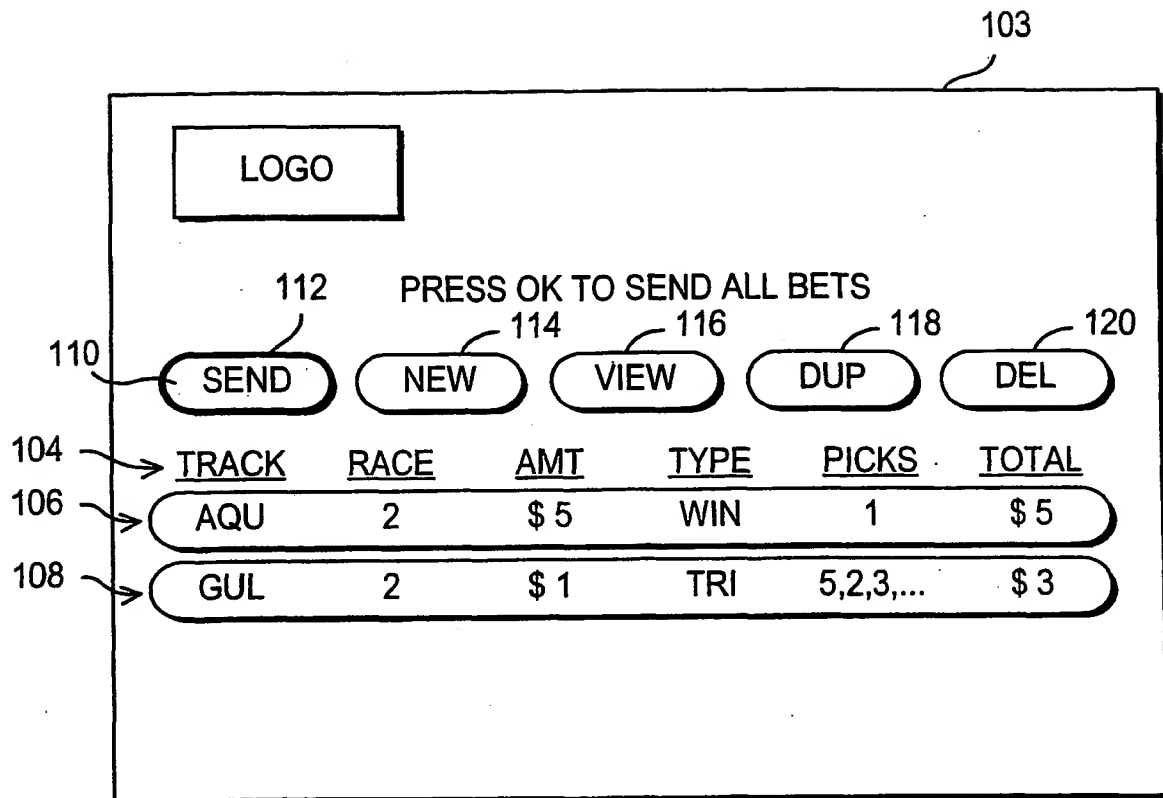 103
LOGO
112 PRESS OK TO SEND ALL BETS
114 116 118 120
110 SEND NEW VIEW DUP DEL
104 TRACK RACE AMT TYPE PICKS TOTAL
106 AQU 2 $ 5 WIN 1 $ 5
108 GUL 2 $ 1 TRI 5,2,3,... $ 3